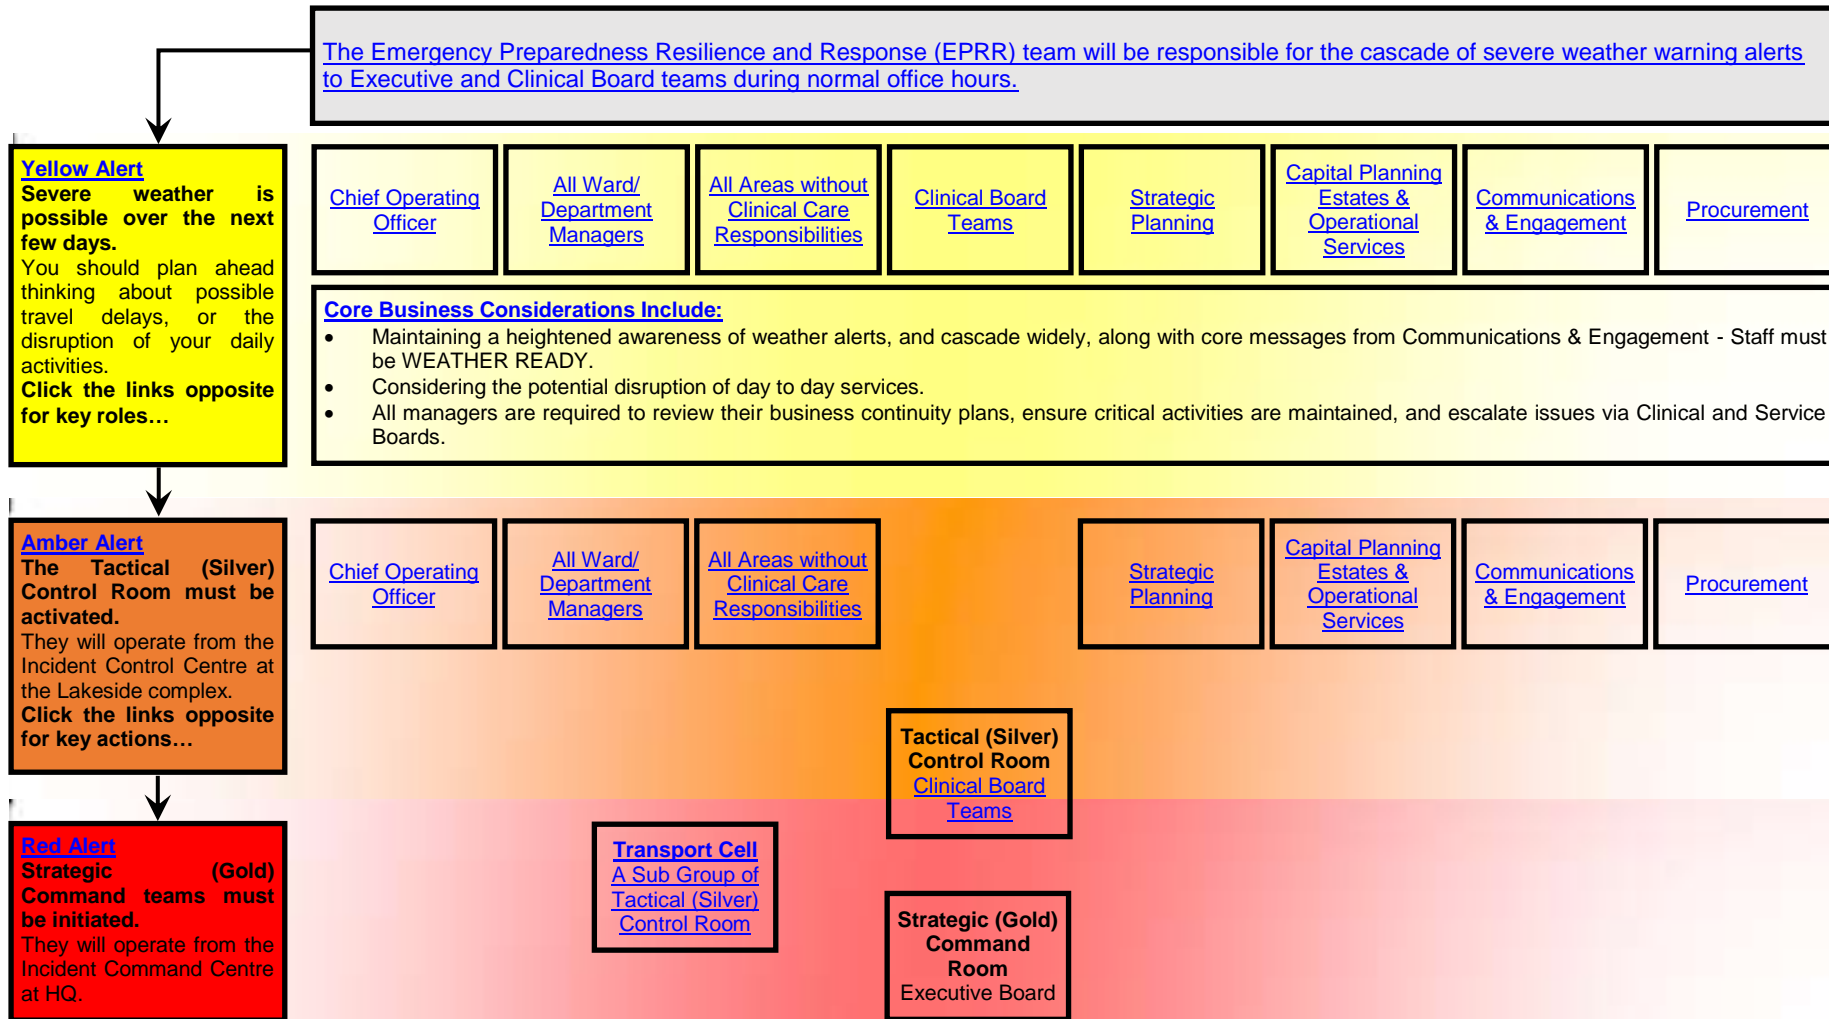 The Emergency Preparedness Resilience and Response (EPRR) team will be responsible for the cascade of severe weather warning alerts
to Executive and Clinical Board teams during normal office hours.
Yellow Alert
Severe weather is
possible over the next
few days.
You should plan ahead
thinking about possible
travel delays, or the
disruption of your daily
activities.
Click the links opposite
for key roles…
Chief Operating
Officer
All Ward/
Department
Managers
All Areas without
Clinical Care
Responsibilities
Clinical Board
Teams
Strategic
Planning
Capital Planning
Estates &
Operational
Services
Communications
& Engagement
Procurement
Core Business Considerations Include:
• Maintaining a heightened awareness of weather alerts, and cascade widely, along with core messages from Communications & Engagement - Staff must
be WEATHER READY.
• Considering the potential disruption of day to day services.
• All managers are required to review their business continuity plans, ensure critical activities are maintained, and escalate issues via Clinical and Service
Boards.
Amber Alert
The Tactical (Silver)
Control Room must be
activated.
They will operate from the
Incident Control Centre at
the Lakeside complex.
Click the links opposite
for key actions…
Chief Operating
Officer
All Ward/
Department
Managers
All Areas without
Clinical Care
Responsibilities
Strategic
Planning
Capital Planning
Estates &
Operational
Services
Communications
& Engagement
Procurement
Tactical (Silver)
Control Room
Clinical Board
Teams
Red Alert
Strategic (Gold)
Command teams must
be initiated.
They will operate from the
Incident Command Centre
at HQ.
Transport Cell
A Sub Group of
Tactical (Silver)
Control Room
Strategic (Gold)
Command
Room
Executive Board